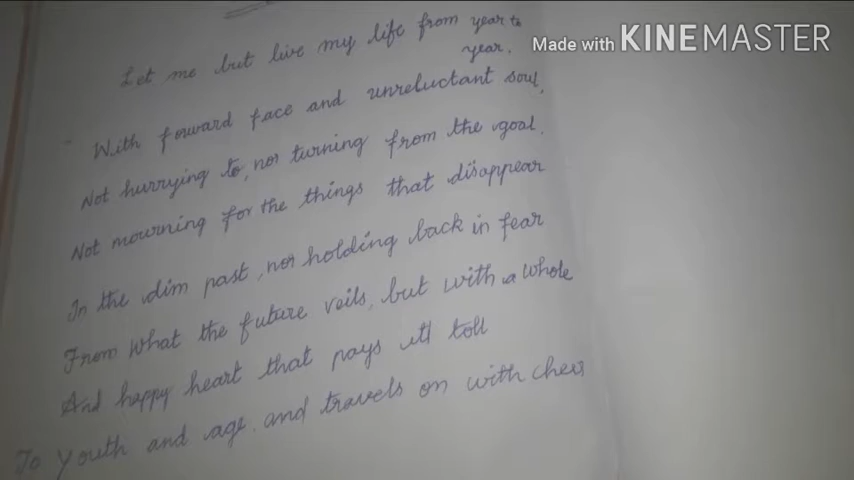 Let me but live my life from year to
year.
With forward face and unreluctant soul,
Not hurrying to, nor turning from the goal.
Not mourning for the things that disappear
In the dim past, nor holding back in fear
From what the future veils, but with a whole
And happy heart that pays its toll
To Youth and age, and travels on with cheer
Made with KINEMASTER